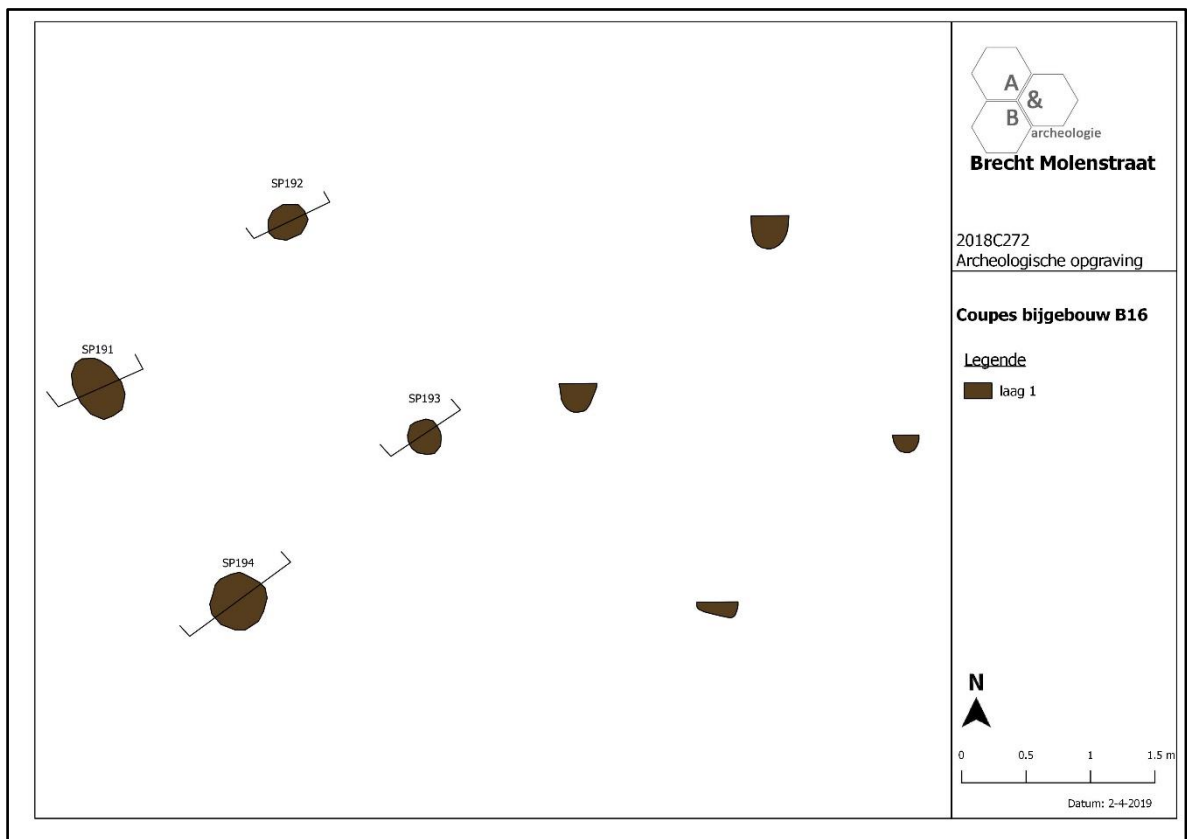 SP192
SP191
SP193
SP194
A
&
B
archeologie
Brecht Molenstraat
2018C272
Archeologische opgraving
Coupes bijgebouw B16
Legende
laag 1
N
0 0.5 1 1.5 m
Datum: 2-4-2019